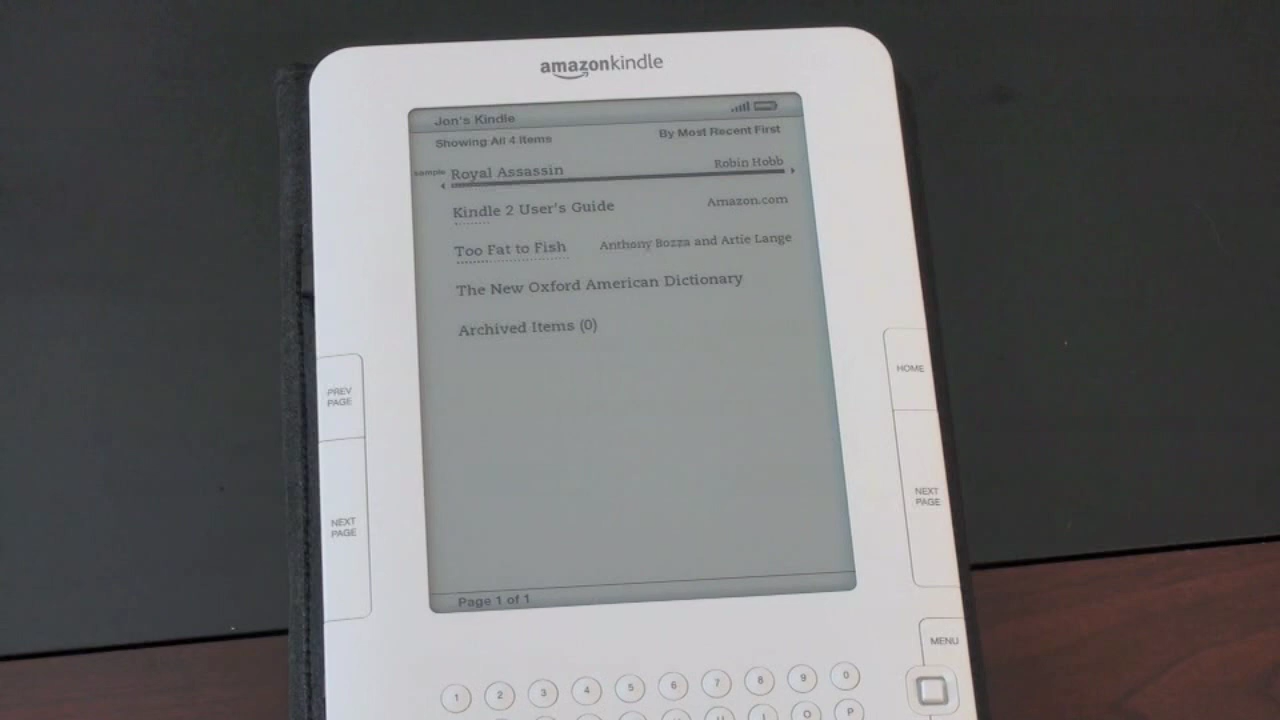 amazonkindle
Jon's Kindle
Showing All 4 Items By Most Recent First
sample Royal Assassin Robin Hobb
Kindle 2 User's Guide Amazon.com
Too Fat to Fish Anthony Bozza and Artie Lange
The New Oxford American Dictionary
Archived Items (0)
Page 1 of 1
PREV
PAGE
NEXT
PAGE
HOME
NEXT
PAGE
MENU
1 2 3 4 5 6 7 8 9 0
O P